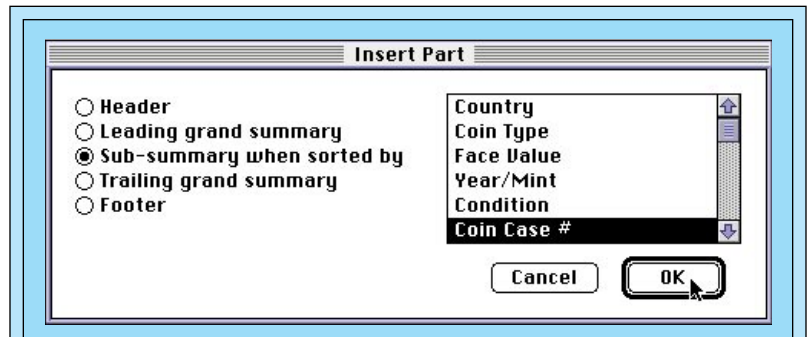 Insert Part
Header
Leading grand summary
Sub-summary when sorted by
Trailing grand summary
Footer
Country
Coin Type
Face Value
Year/Mint
Condition
Coin Case #
Cancel
OK